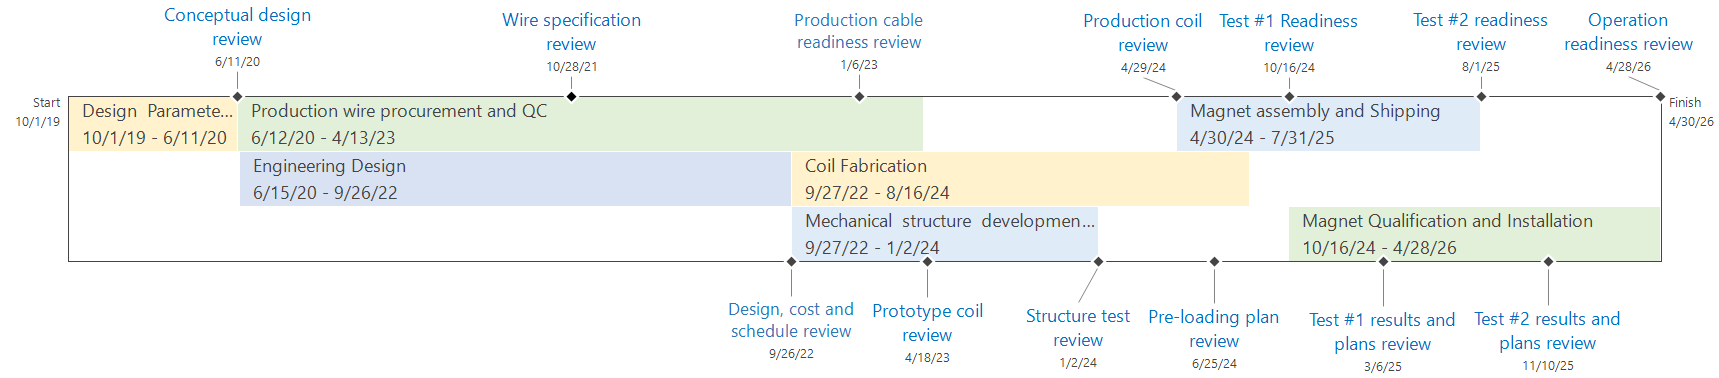 Conceptual design
review
6/11/20
Wire specification
review
10/28/21
Production cable
readiness review
1/6/23
Production coil
review
4/29/24
Test #1 Readiness
review
10/16/24
Test #2 readiness
review
8/1/25
Operation
readiness review
4/28/26
Start
10/1/19
Design Paramete...
10/1/19 - 6/11/20
Production wire procurement and QC
6/12/20 - 4/13/23
Magnet assembly and Shipping
4/30/24 - 7/31/25
Finish
4/30/26
Engineering Design
6/15/20 - 9/26/22
Coil Fabrication
9/27/22 - 8/16/24
Mechanical structure developmen...
9/27/22 - 1/2/24
Magnet Qualification and Installation
10/16/24 - 4/28/26
Design, cost and
schedule review
9/26/22
Prototype coil
review
4/18/23
Structure test
review
1/2/24
Pre-loading plan
review
6/25/24
Test #1 results and
plans review
3/6/25
Test #2 results and
plans review
11/10/25